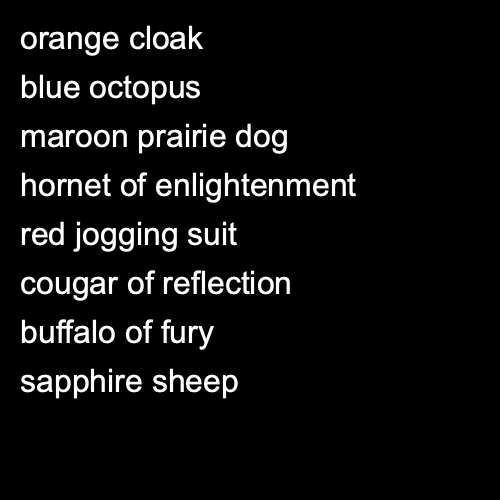 orange cloak
blue octopus
maroon prairie dog
hornet of enlightenment
red jogging suit
cougar of reflection
buffalo of fury
sapphire sheep